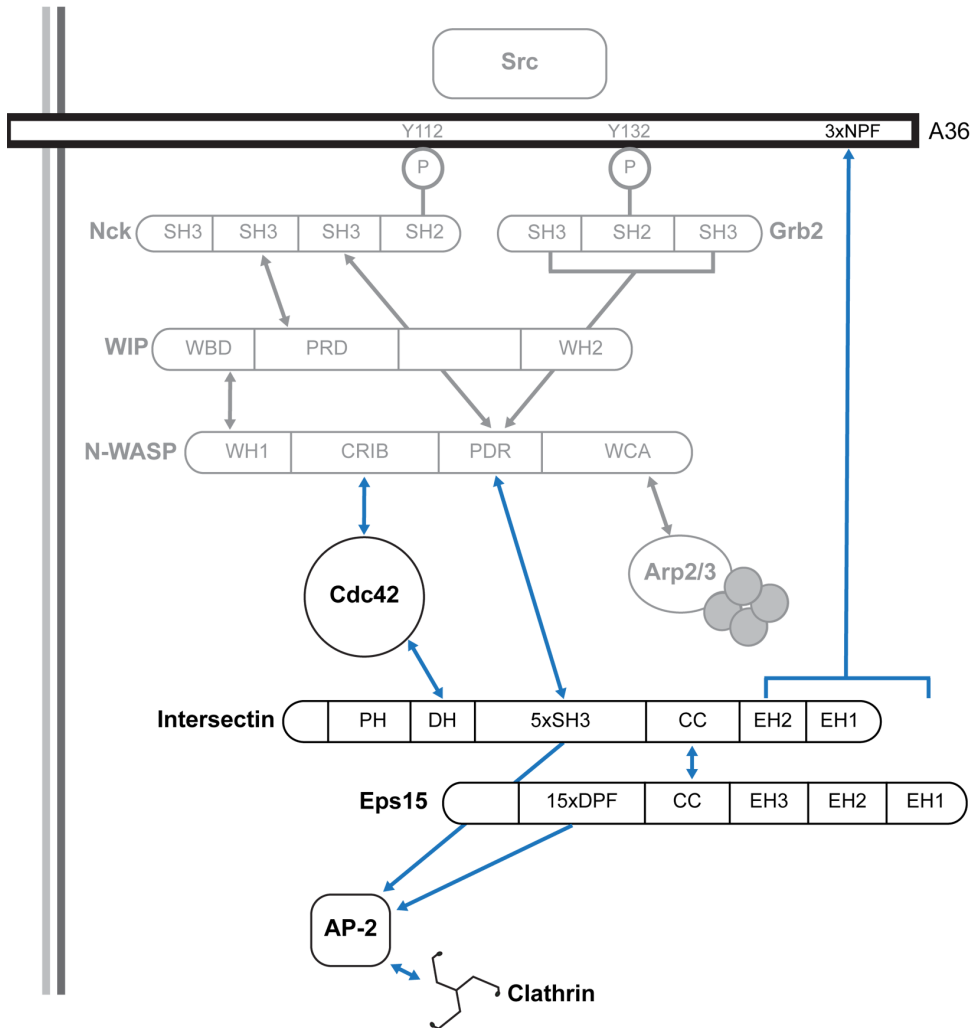 Src
Y112 Y132 3xNPF A36
P P
Nck SH3 SH3 SH3 SH2 SH3 SH2 SH3 Grb2
WIP WBD PRD WH2
N-WASP WH1 CRIB PDR WCA
Arp2/3
Cdc42
Intersectin PH DH 5xSH3 CC EH2 EH1
Eps15 15xDPF CC EH3 EH2 EH1
AP-2
Clathrin